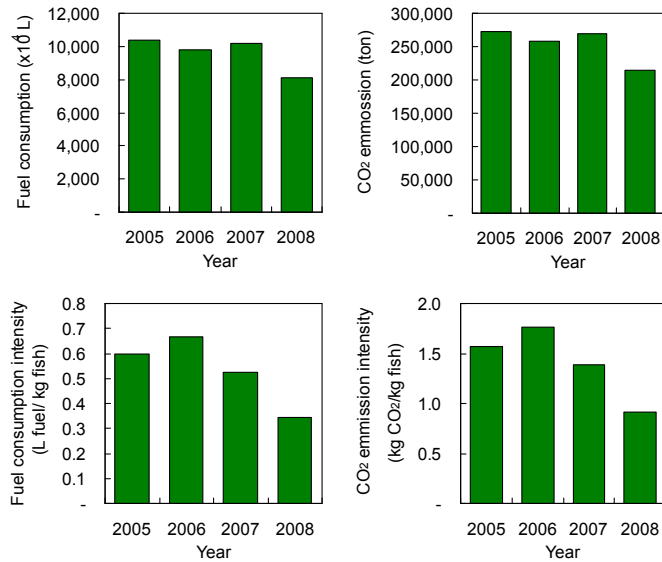 Fuel consumption (x10⁴ L)
12,000
10,000
8,000
6,000
4,000
2,000
-
2005 2006 2007 2008
Year
CO2 emmossion (ton)
300,000
250,000
200,000
150,000
100,000
50,000
-
2005 2006 2007 2008
Year
Fuel consumption intensity
(L fuel/ kg fish)
0.8
0.7
0.6
0.5
0.4
0.3
0.2
0.1
-
2005 2006 2007 2008
Year
CO2 emmission intensity
(kg CO2/kg fish)
2.0
1.5
1.0
0.5
-
2005 2006 2007 2008
Year